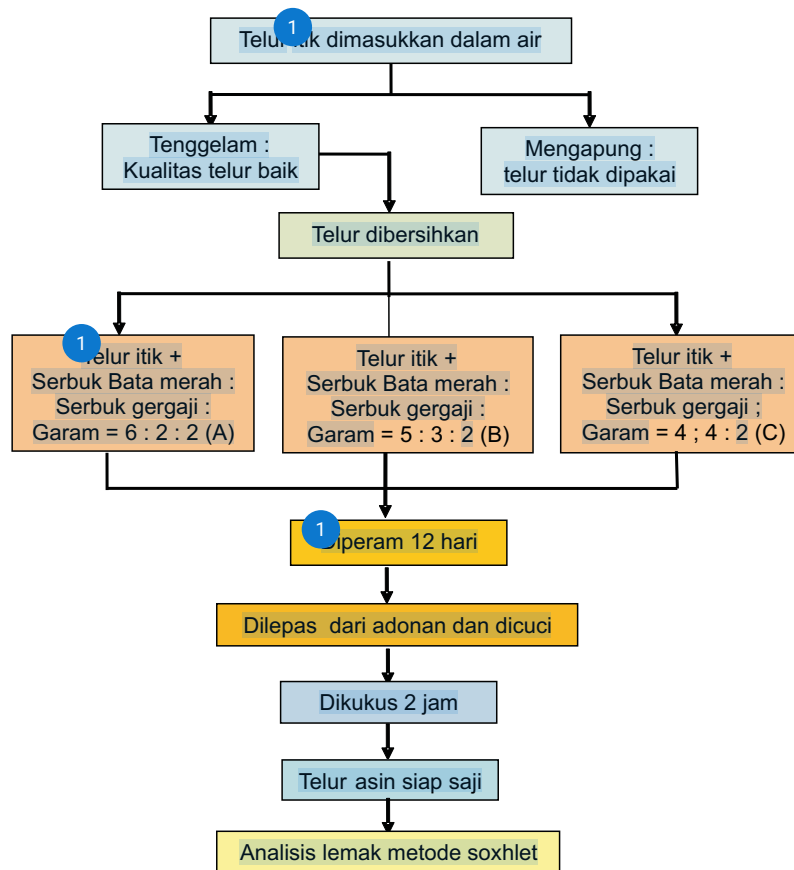 1
Telur itik dimasukkan dalam air
Tenggelam :
Kualitas telur baik
Mengapung :
telur tidak dipakai
Telur dibersihkan
1
Telur itik +
Serbuk Bata merah :
Serbuk gergaji :
Garam = 6 : 2 : 2 (A)
Telur itik +
Serbuk Bata merah :
Serbuk gergaji :
Garam = 5 : 3 : 2 (B)
Telur itik +
Serbuk Bata merah :
Serbuk gergaji ;
Garam = 4 ; 4 : 2 (C)
1
Diperam 12 hari
Dilepas dari adonan dan dicuci
Dikukus 2 jam
Telur asin siap saji
Analisis lemak metode soxhlet